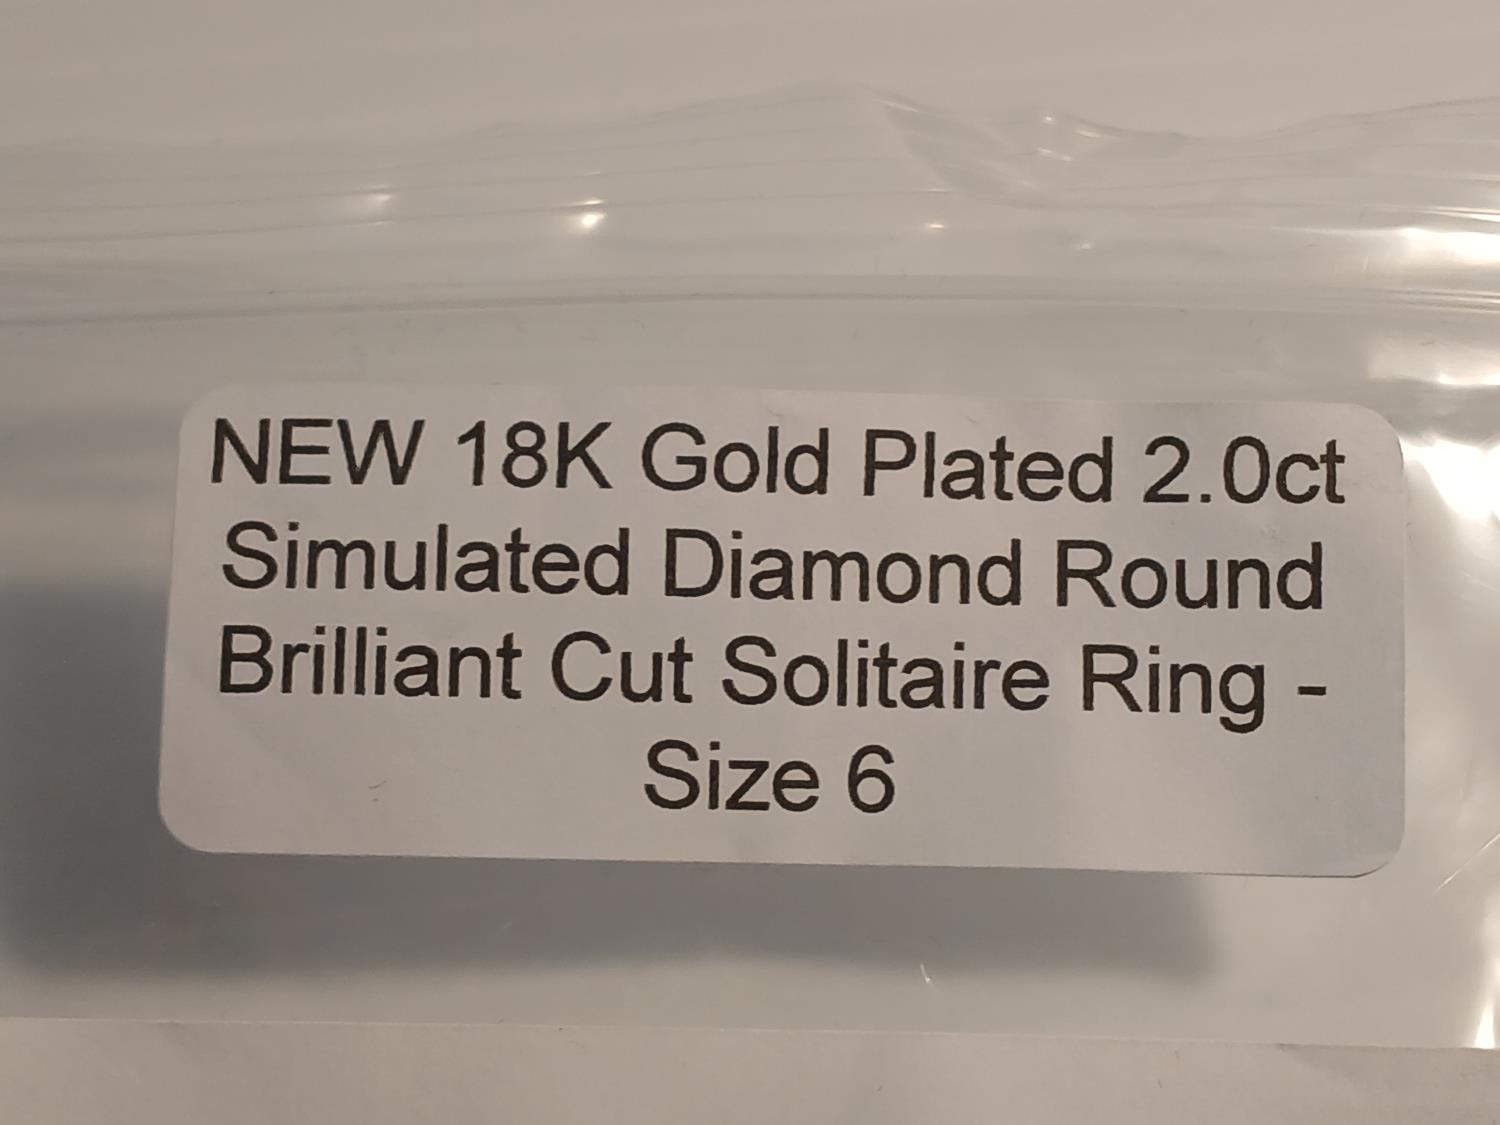 NEW 18K Gold Plated 2.0ct
Simulated Diamond Round
Brilliant Cut Solitaire Ring -
Size 6